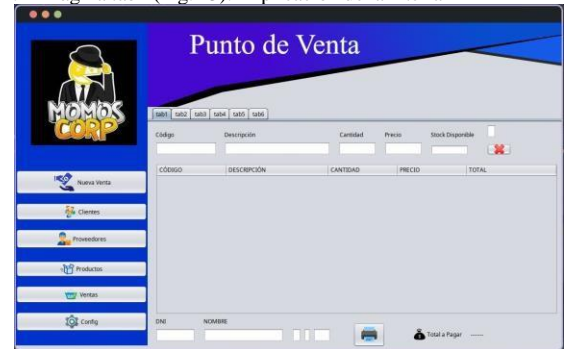 Punto de Venta
MOMOS
CORP
tab1 tab2 tab3 tab4 tab5 tab6
Código Descripción Cantidad Precio Stock Disponible
CÓDIGO DESCRIPCIÓN CANTIDAD PRECIO TOTAL
Nueva Venta
Clientes
Proveedores
Productos
Ventas
Config
DNI NOMBRE
Total a Pagar -----